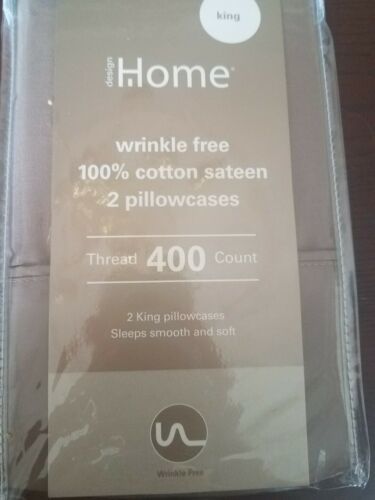 king
design
Home
wrinkle free
100% cotton sateen
2 pillowcases
Thread 400 Count
2 King pillowcases
Sleeps smooth and soft
Wrinkle Free